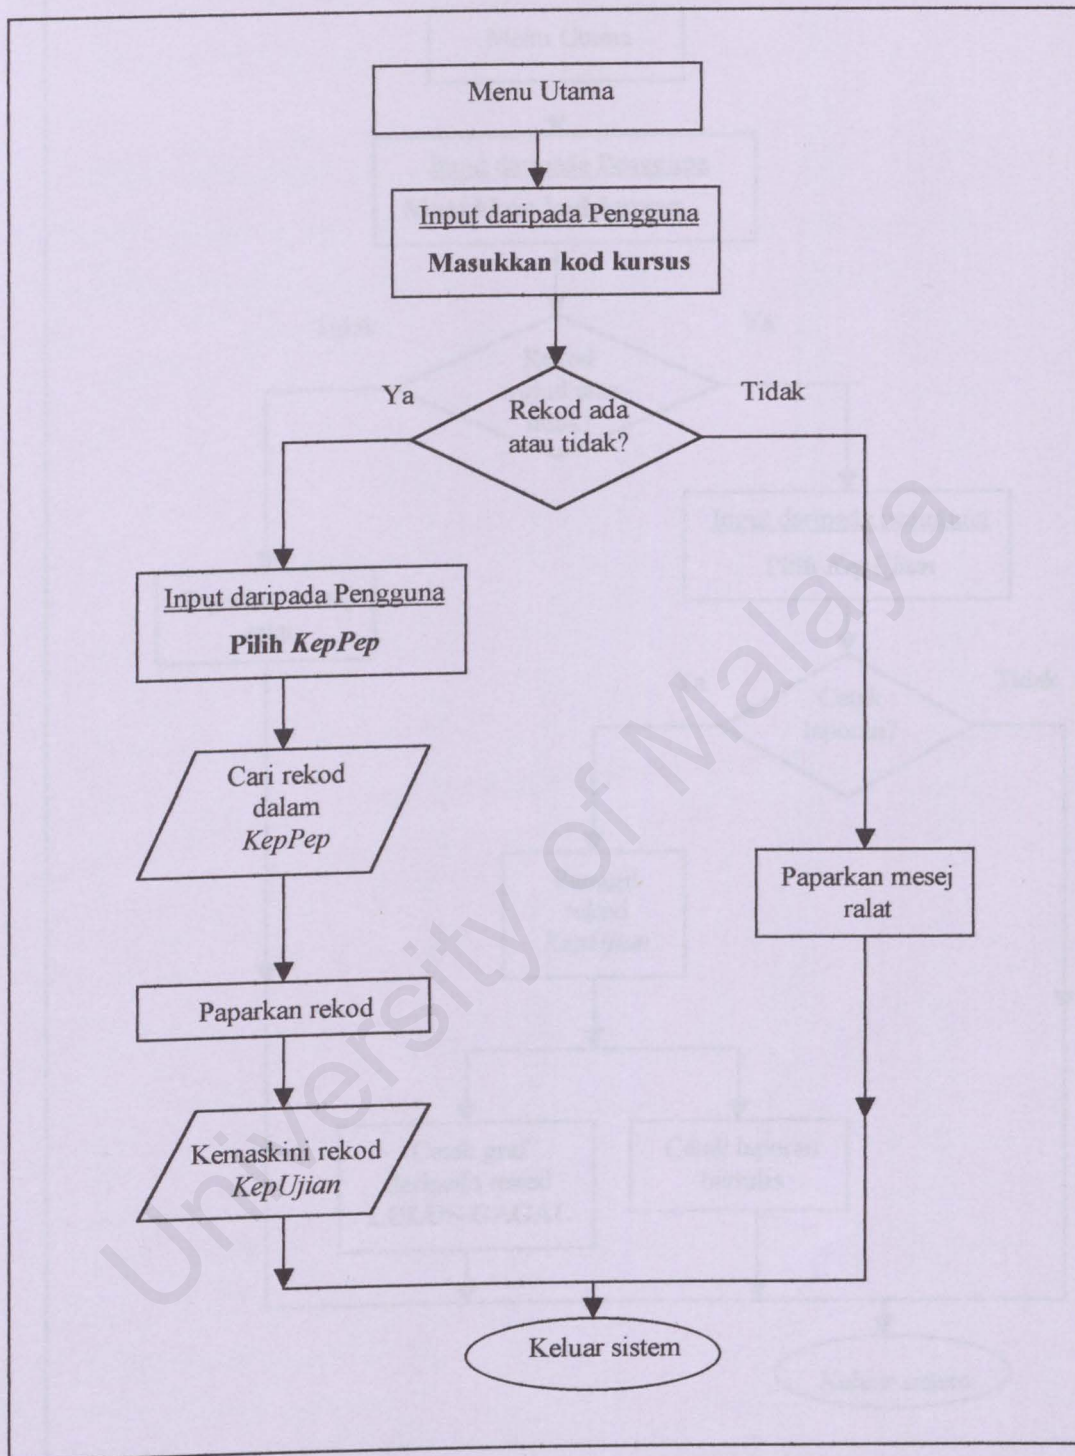 Menu Utama
Input daripada Pengguna
Masukkan kod kursus
Ya
Tidak
Rekod ada
atau tidak?
Input daripada Pengguna
Pilih KepPep
Cari rekod
dalam
KepPep
Paparkan mesej
ralat
Paparkan rekod
Kemaskini rekod
KepUjian
Keluar sistem
University of Malaya